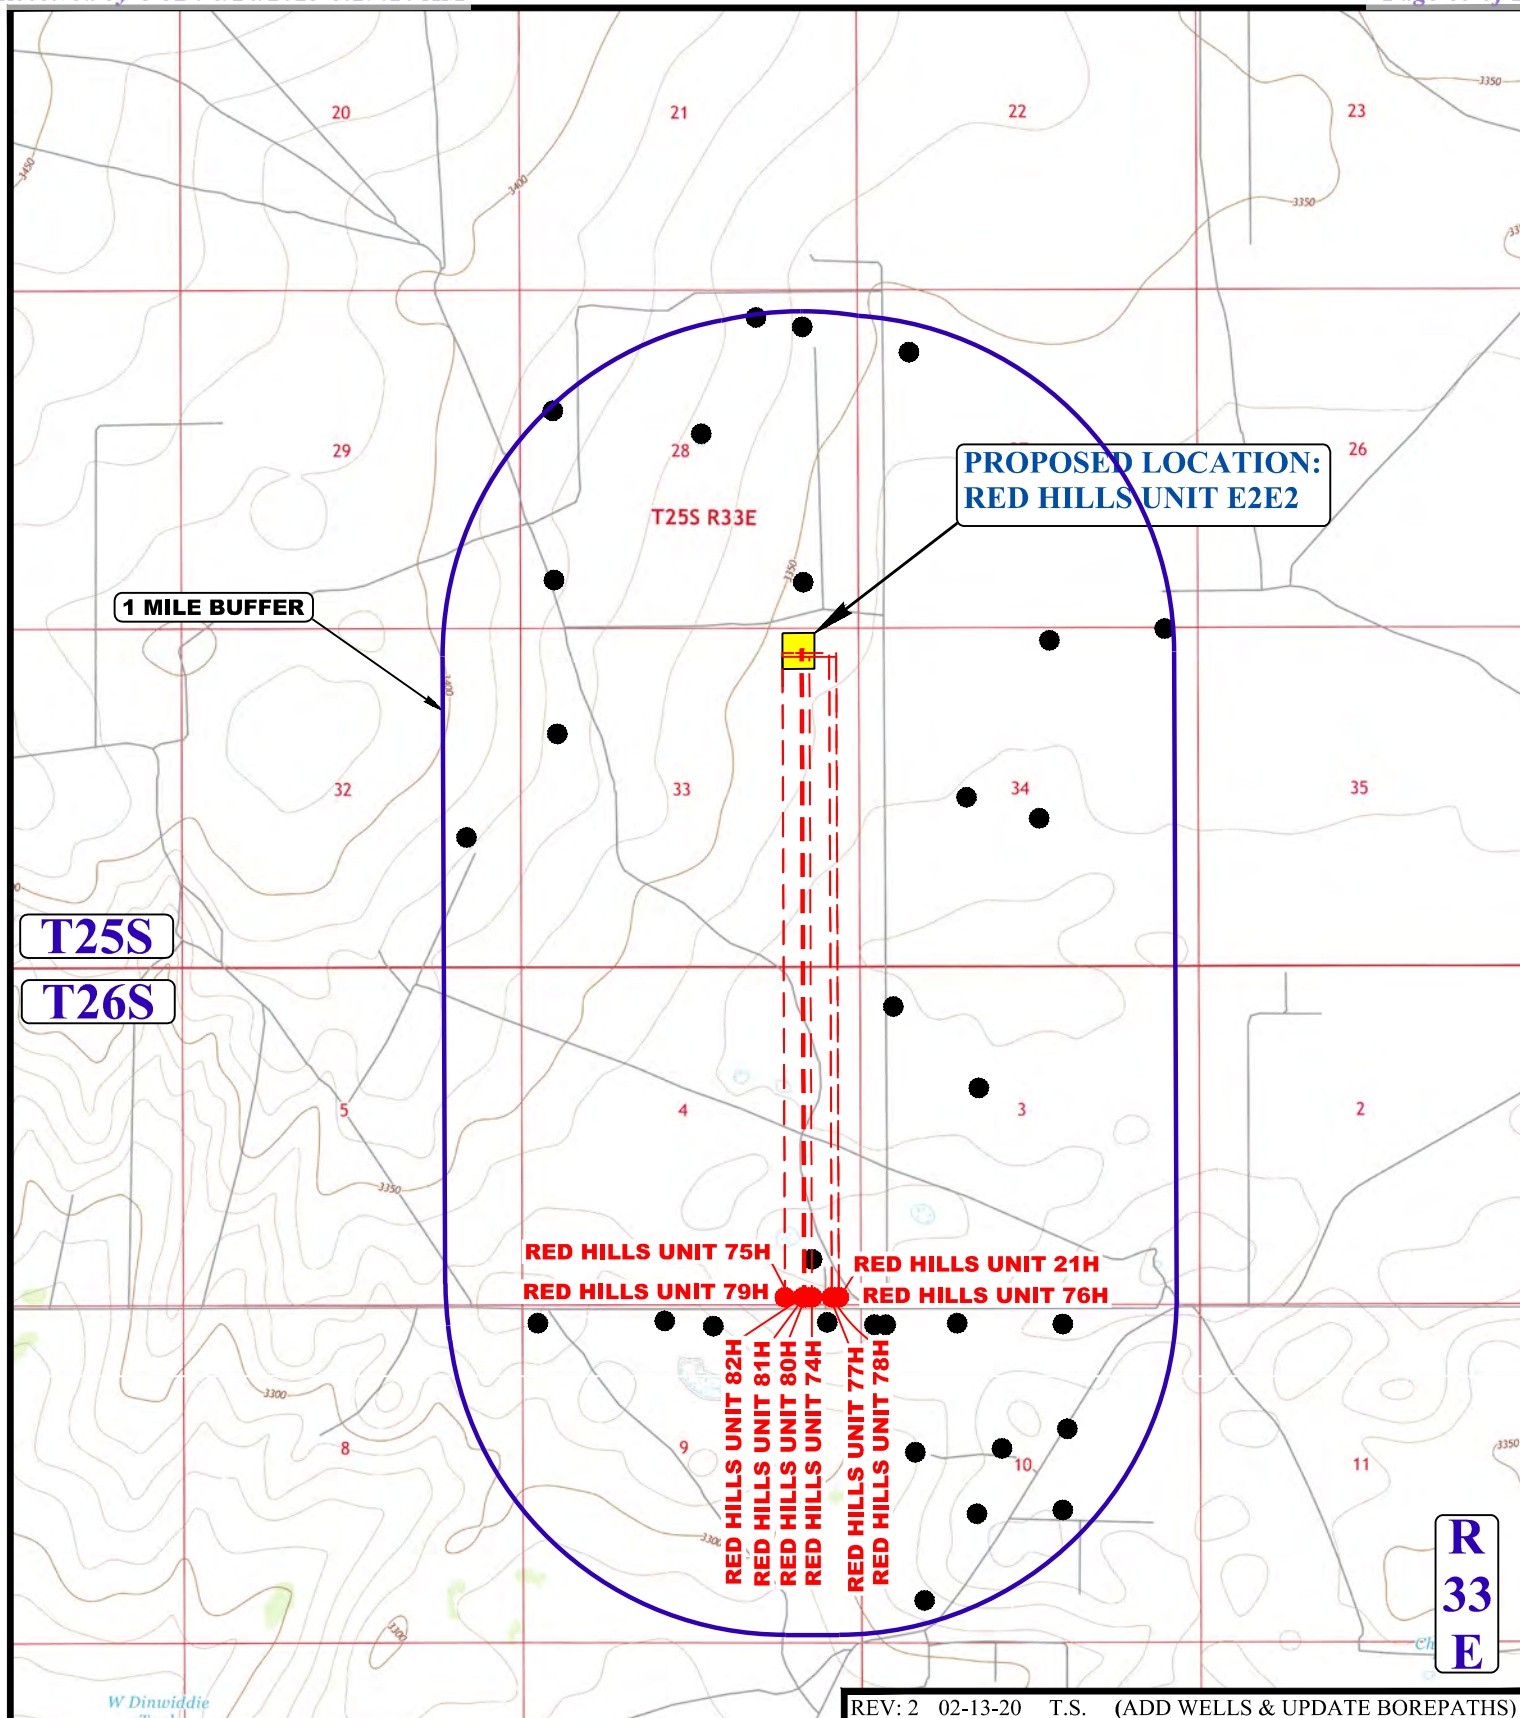 20
21
22
23
3350
3450
3400
3350
29
28
26
PROPOSED LOCATION:
RED HILLS UNIT E2E2
T25S R33E
3350
1 MILE BUFFER
3400
32
33
34
35
T25S
T26S
5
4
3
2
3350
RED HILLS UNIT 75H
RED HILLS UNIT 79H
RED HILLS UNIT 21H
RED HILLS UNIT 76H
RED HILLS UNIT 82H
RED HILLS UNIT 81H
RED HILLS UNIT 80H
RED HILLS UNIT 74H
RED HILLS UNIT 77H
RED HILLS UNIT 78H
3300
8
9
10
11
3350
3300
3300
R
33
E
W Dinwiddie
REV: 2 02-13-20 T.S. (ADD WELLS & UPDATE BOREPATHS)